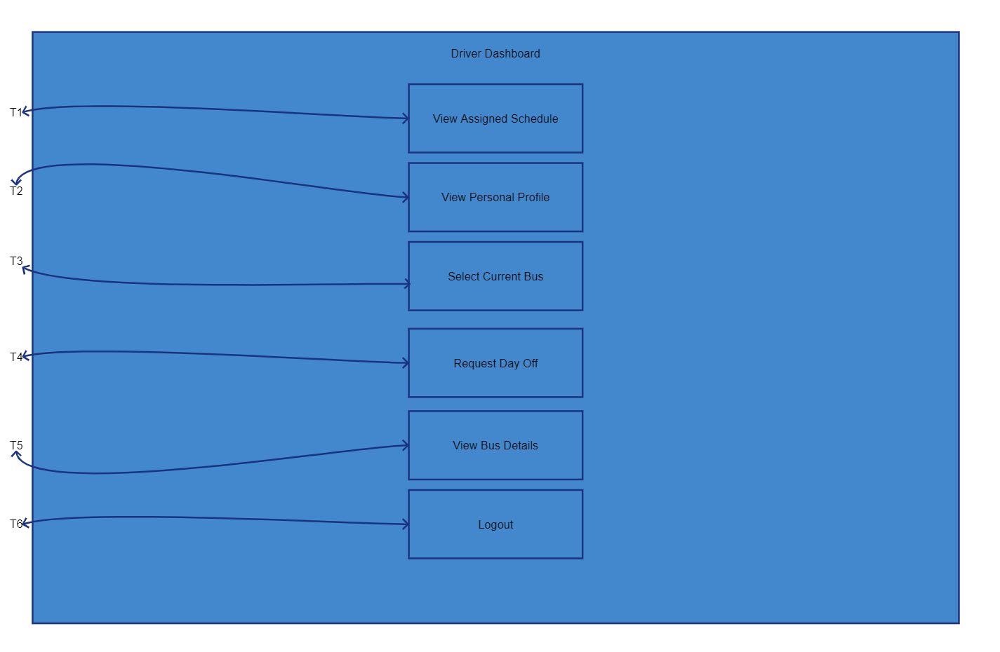 Driver Dashboard
T1
View Assigned Schedule
T2
View Personal Profile
T3
Select Current Bus
T4
Request Day Off
T5
View Bus Details
T6
Logout